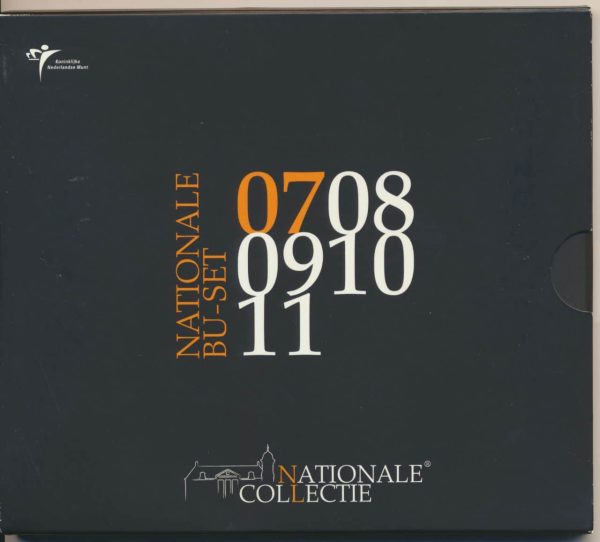 Koninklijke
Nederlandse Munt
NATIONALE
BU-SET
0708
0910
11
NATIONALE®
COLLECTIE